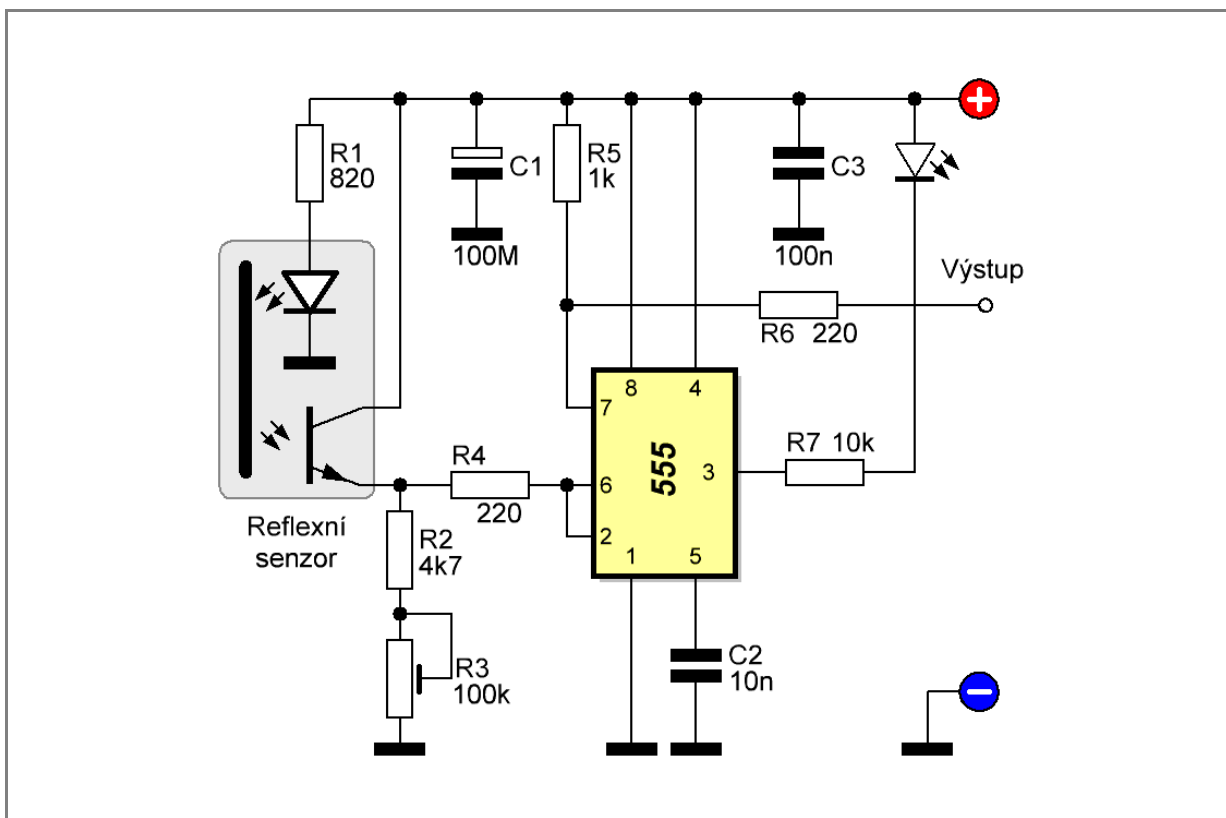 +
R1
820
C1
100M
R5
1k
C3
100n
Výstup
R6 220
8
4
7
R7 10k
555
3
R4
220
6
2
1
5
Reflexní
senzor
R2
4k7
R3
100k
C2
10n
−